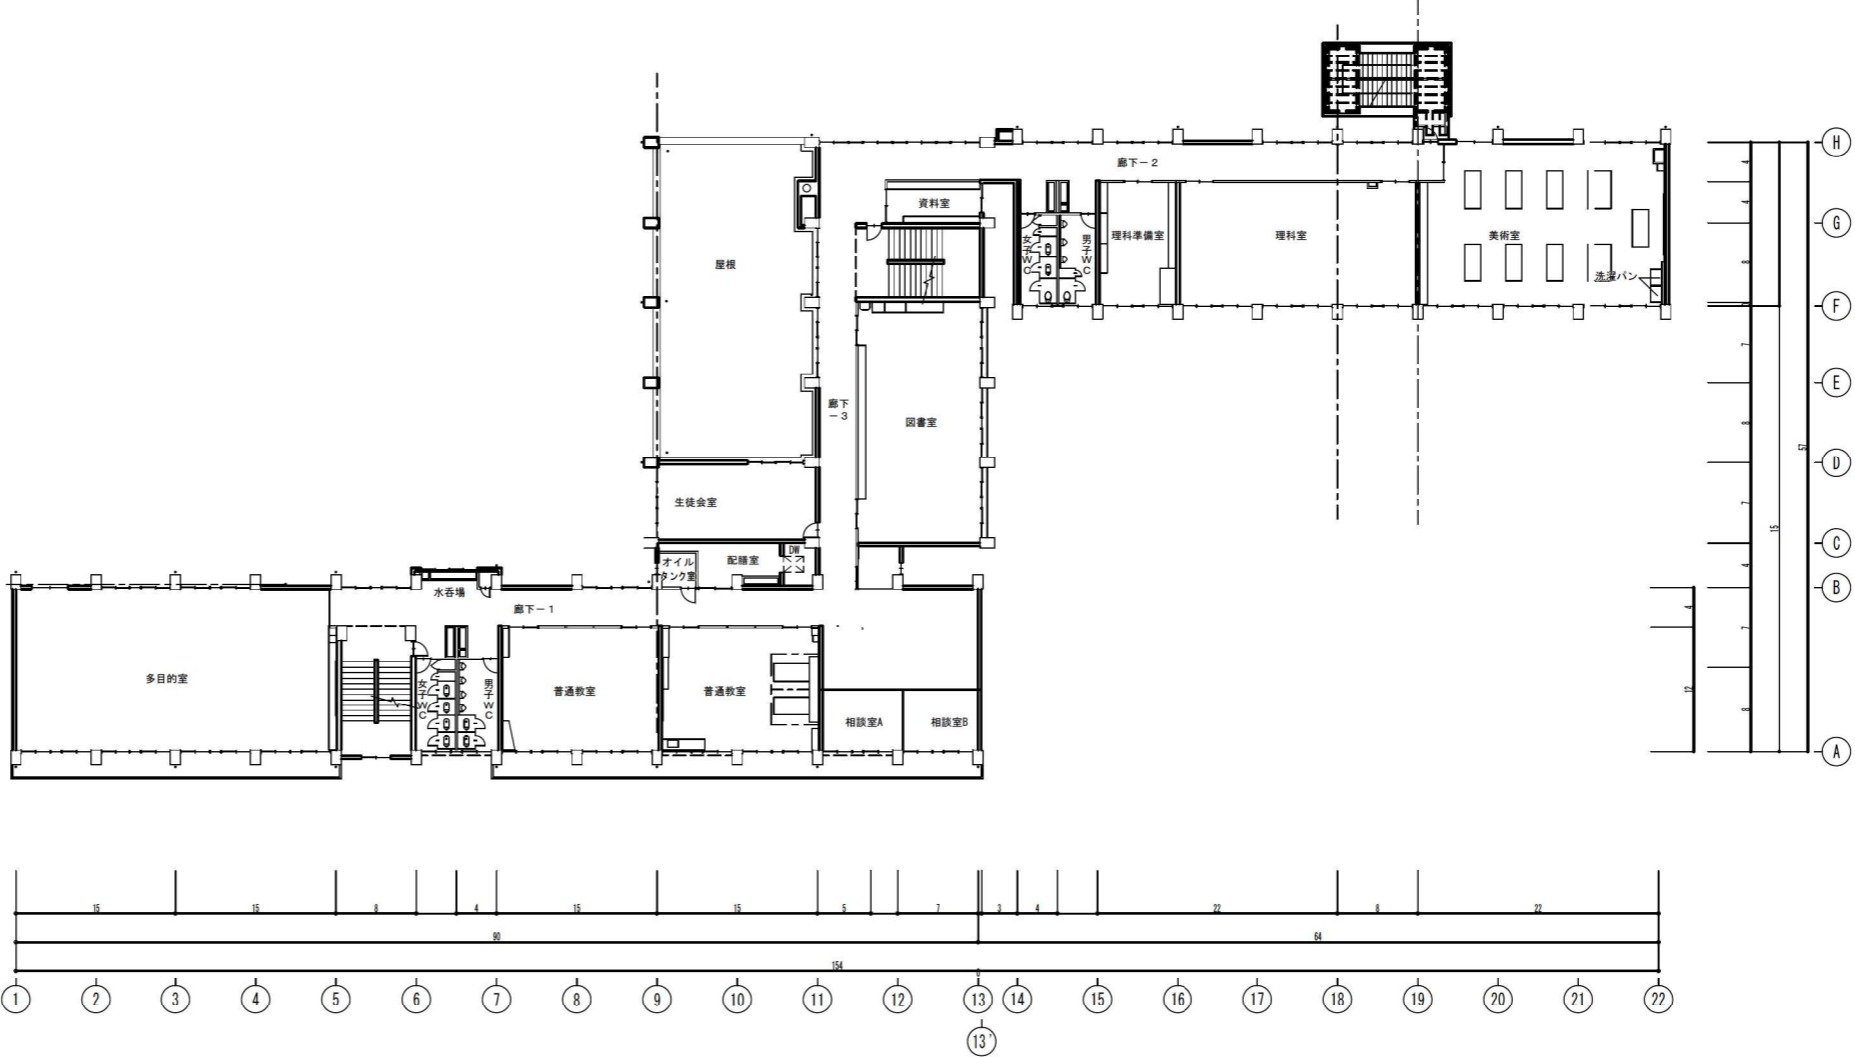 廊下－2
H
資料室
G
女子WC
男子WC
理科準備室
理科室
美術室
屋根
洗濯パン
F
E
廊下
－3
図書室
D
生徒会室
C
DW
配膳室
オイル
タンク室
水呑場
B
廊下－1
多目的室
女子WC
男子WC
普通教室
普通教室
相談室A
相談室B
A
4
4
8
7
8
7
4
7
8
57
15
4
12
15
15
8
4
15
15
5
7
3
4
22
8
22
90
64
154
1
2
3
4
5
6
7
8
9
10
11
12
13
14
15
16
17
18
19
20
21
22
13'